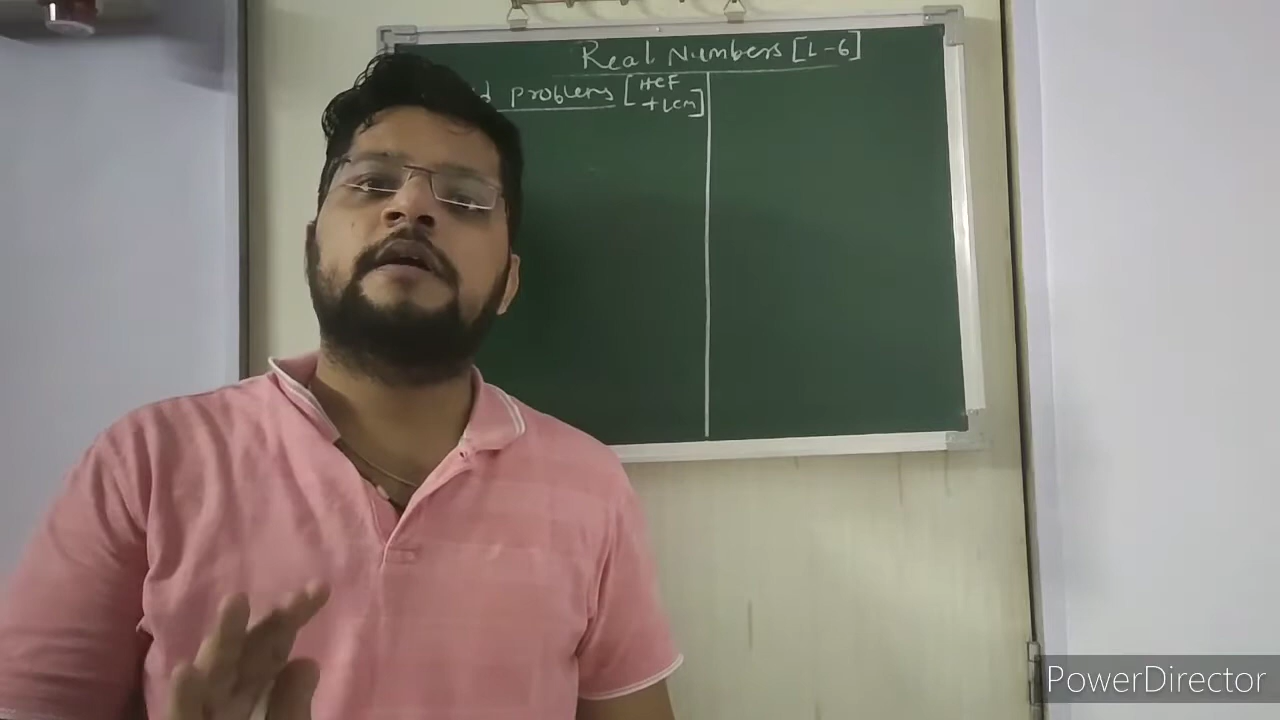 Real Numbers [L-6]
d Problems [HCF
+LCM]
PowerDirector